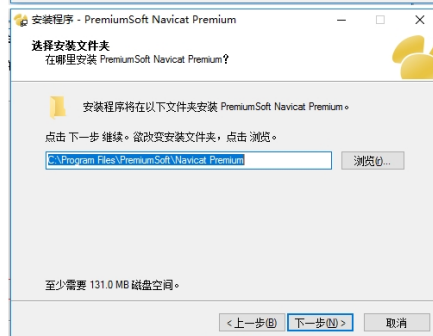 安装程序 - PremiumSoft Navicat Premium
选择安装文件夹
在哪里安装 PremiumSoft Navicat Premium?
安装程序将在以下文件夹安装 PremiumSoft Navicat Premium。
点击 下一步 继续。欲改变安装文件夹，点击 浏览。
C:\Program Files\PremiumSoft\Navicat Premium
浏览(r)...
至少需要 131.0 MB 磁盘空间。
<上一步(B) 下一步(N) > 取消